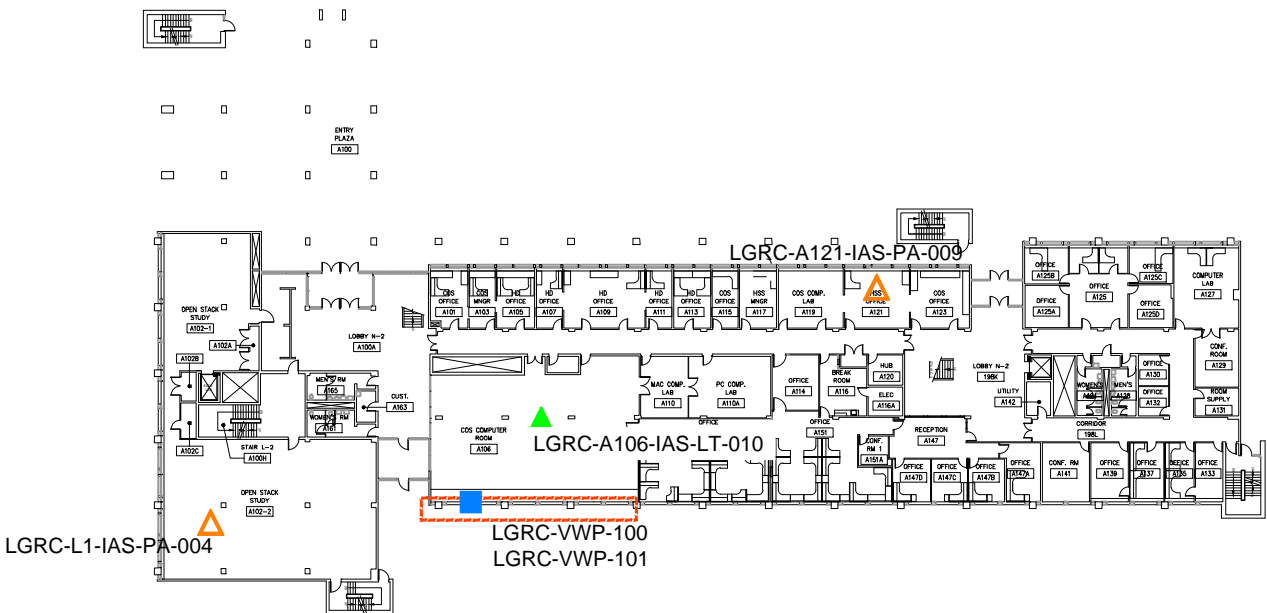 ENTRY
PLAZA
A100
LGRC-A121-IAS-PA-009
OPEN STACK
STUDY
A102-1
A102A
A102B
LOBBY N-2
A100A
COS
OFFICE
A101
COS
MNGR
A103
HD
OFFICE
A105
HD
OFFICE
A107
HD
OFFICE
A109
HD
OFFICE
A111
HD
OFFICE
A113
COS
OFFICE
A115
HSS
MNGR
A117
COS COMP.
LAB
A119
HSS
OFFICE
A121
COS
OFFICE
A123
OFFICE
A125B
OFFICE
A125
OFFICE
A125C
OFFICE
A125A
OFFICE
A125D
COMPUTER
LAB
A127
MEN'S RM
A165
CUST.
A163
WOMEN'S RM
A161
STAIR L-2
A100H
A102C
OPEN STACK
STUDY
A102-2
LGRC-L1-IAS-PA-004
COS COMPUTER
ROOM
A106
LGRC-A106-IAS-LT-010
MAC COMP.
LAB
A110
PC COMP.
LAB
A110A
OFFICE
A114
BREAK
ROOM
A116
HUB
A120
ELEC
A116A
LOBBY N-2
198K
UTILITY
A142
WOMEN'S
MEN'S
A128
OFFICE
A130
OFFICE
A132
CONF.
ROOM
A129
ROOM
SUPPLY
A131
CORRIDOR
198L
OFFICE
OFFICE
A151
CONF.
RM 1
A151A
RECEPTION
A147
OFFICE
A147D
OFFICE
A147C
OFFICE
A147B
OFFICE
A147A
CONF. RM
A141
OFFICE
A139
OFFICE
A137
OFFICE
A135
OFFICE
A133
LGRC-VWP-100
LGRC-VWP-101